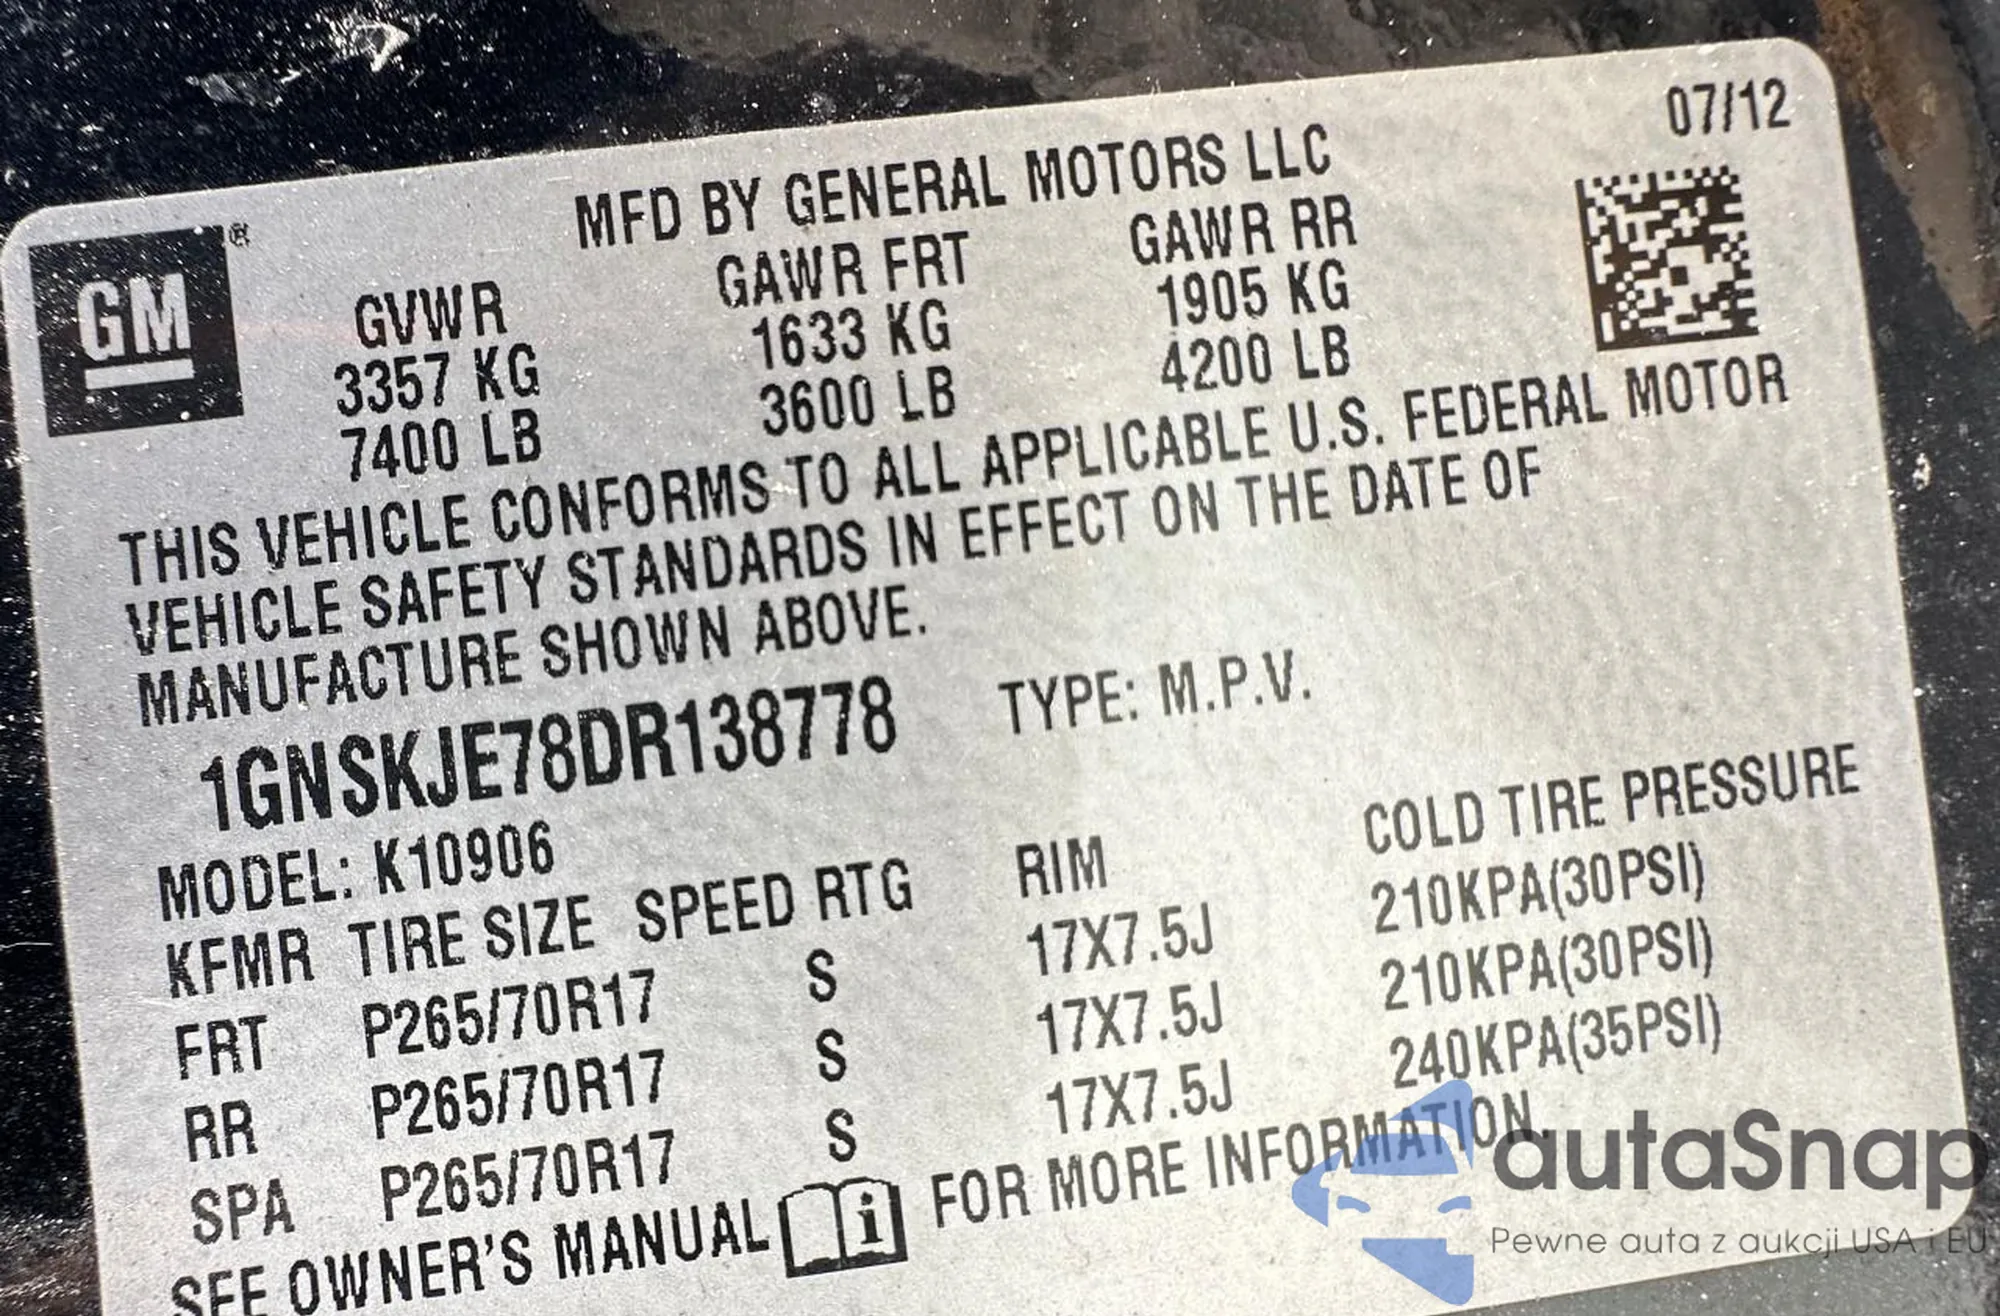 07/12
MFD BY GENERAL MOTORS LLC
GM ®
GVWR GAWR FRT GAWR RR
3357 KG 1633 KG 1905 KG
7400 LB 3600 LB 4200 LB
THIS VEHICLE CONFORMS TO ALL APPLICABLE U.S. FEDERAL MOTOR
VEHICLE SAFETY STANDARDS IN EFFECT ON THE DATE OF
MANUFACTURE SHOWN ABOVE.
1GNSKJE78DR138778 TYPE: M.P.V.
MODEL: K10906
KFMR TIRE SIZE SPEED RTG RIM COLD TIRE PRESSURE
FRT P265/70R17 S 17X7.5J 210KPA(30PSI)
RR P265/70R17 S 17X7.5J 210KPA(30PSI)
SPA P265/70R17 S 17X7.5J 240KPA(35PSI)
SEE OWNER'S MANUAL i FOR MORE INFORMATION.
autaSnap
Pewne auta z aukcji USA i EU